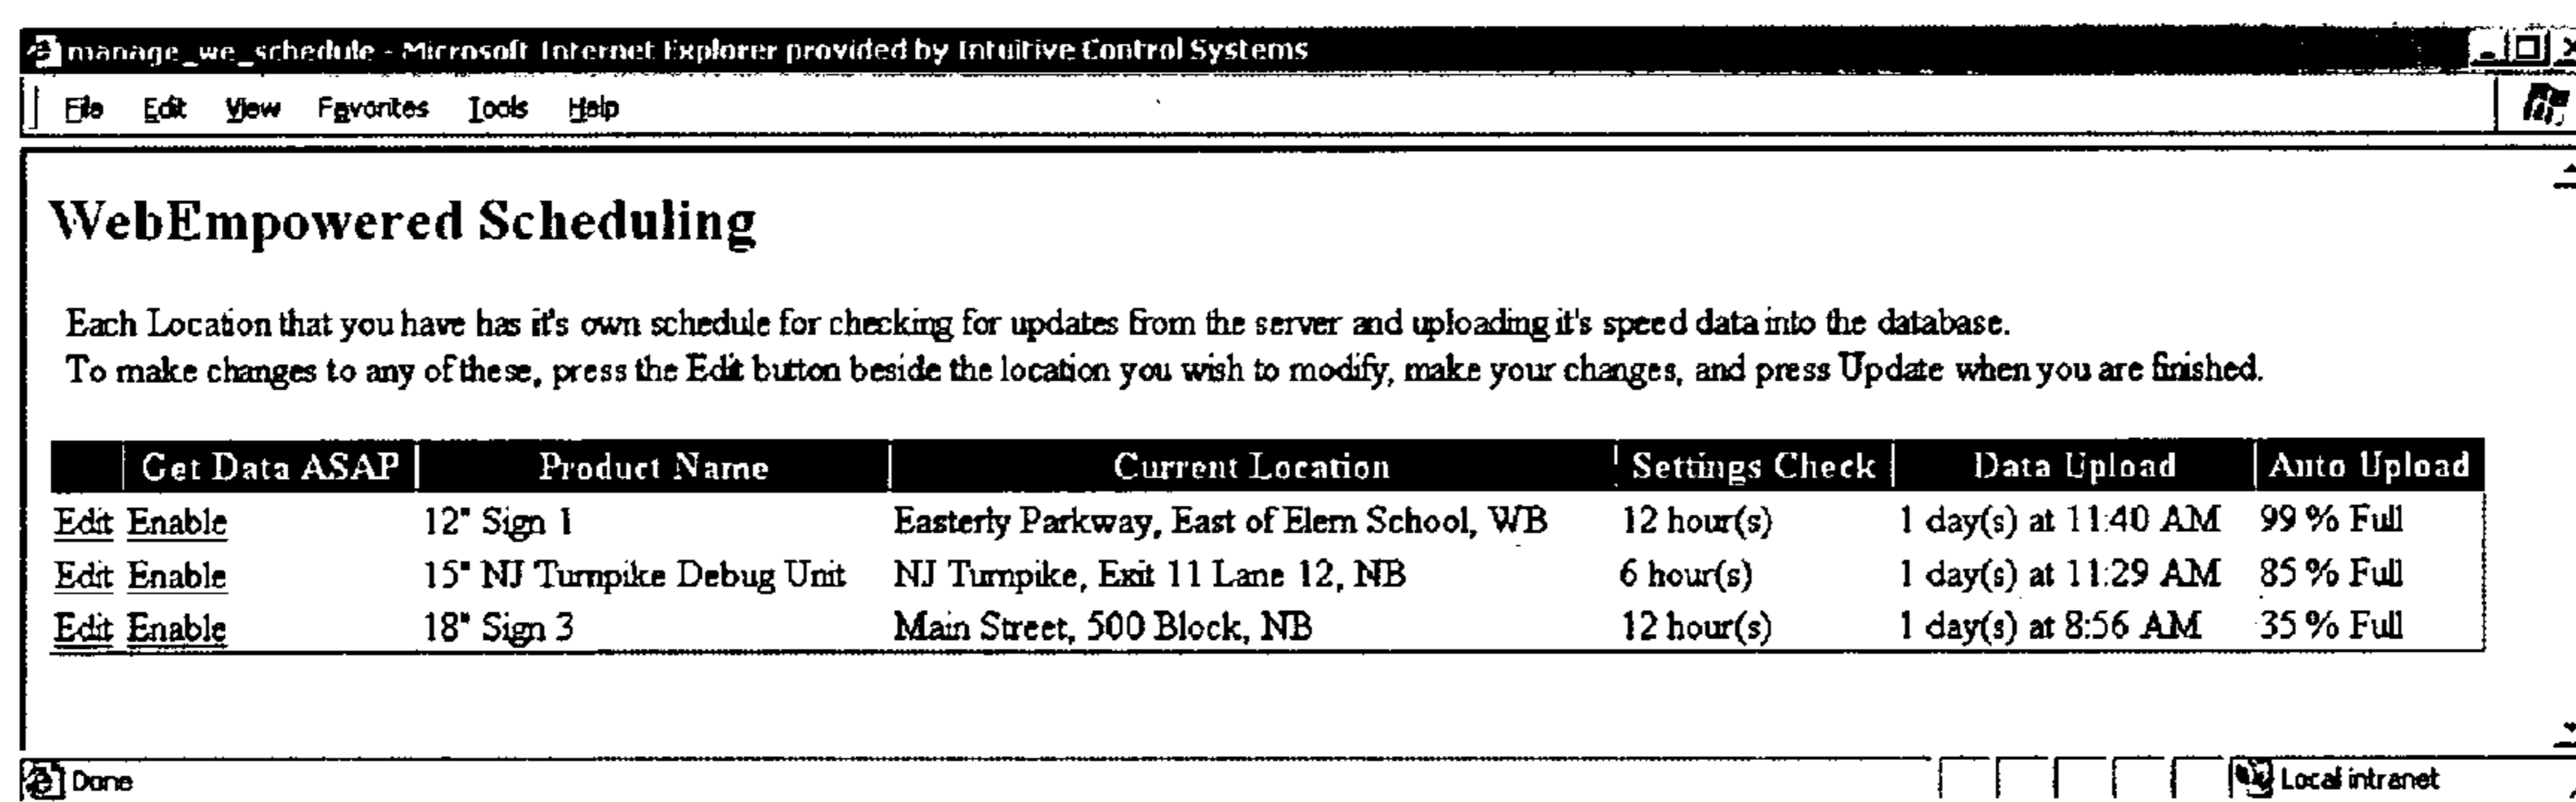 manage_we_schedule - Microsoft Internet Explorer provided by Intuitive Control Systems
File Edit View Favorites Tools Help
WebEmpowered Scheduling
Each Location that you have has it's own schedule for checking for updates from the server and uploading it's speed data into the database.
To make changes to any of these, press the Edit button beside the location you wish to modify, make your changes, and press Update when you are finished.
Get Data ASAP Product Name Current Location Settings Check Data Upload Auto Upload
Edit Enable 12" Sign 1 Easterly Parkway, East of Elem School, WB 12 hour(s) 1 day(s) at 11:40 AM 99 % Full
Edit Enable 15" NJ Turnpike Debug Unit NJ Turnpike, Exit 11 Lane 12, NB 6 hour(s) 1 day(s) at 11:29 AM 85 % Full
Edit Enable 18" Sign 3 Main Street, 500 Block, NB 12 hour(s) 1 day(s) at 8:56 AM 35 % Full
Done Local intranet